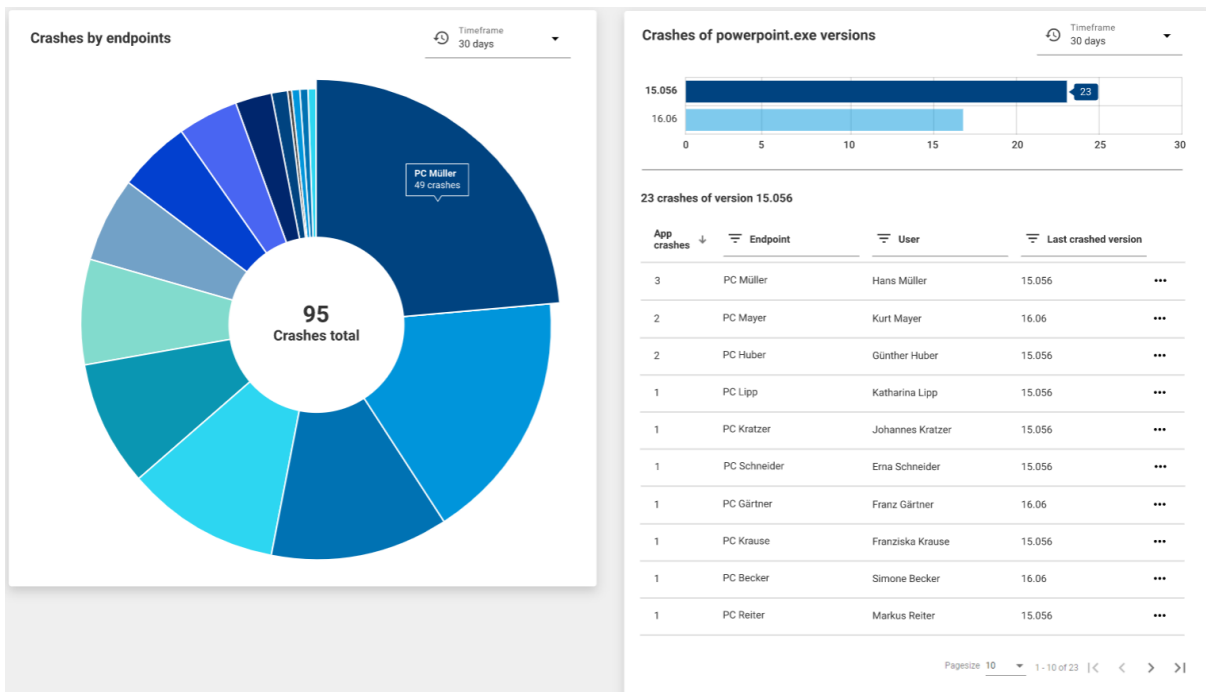 Crashes by endpoints
Timeframe
30 days
PC Müller
49 crashes
95
Crashes total
Crashes of powerpoint.exe versions
Timeframe
30 days
15.056
23
16.06
0 5 10 15 20 25 30
23 crashes of version 15.056
App crashes Endpoint User Last crashed version
3 PC Müller Hans Müller 15.056
2 PC Mayer Kurt Mayer 16.06
2 PC Huber Günther Huber 15.056
1 PC Lipp Katharina Lipp 15.056
1 PC Kratzer Johannes Kratzer 15.056
1 PC Schneider Erna Schneider 15.056
1 PC Gärtner Franz Gärtner 16.06
1 PC Krause Franziska Krause 15.056
1 PC Becker Simone Becker 16.06
1 PC Reiter Markus Reiter 15.056
Pagesize 10 1 - 10 of 23